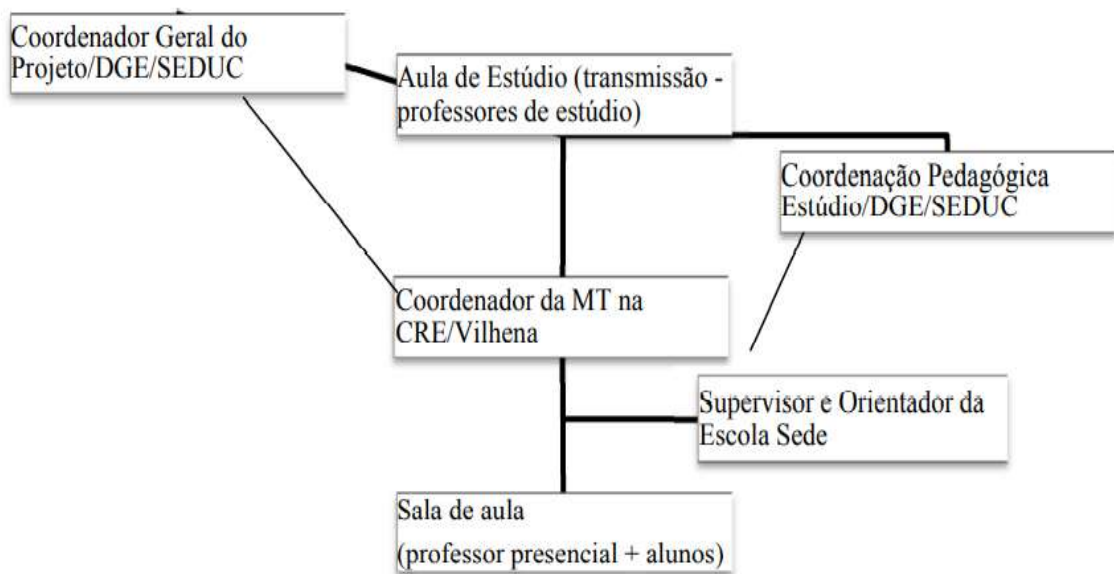 Coordenador Geral do
Projeto/DGE/SEDUC
Aula de Estúdio (transmissão -
professores de estúdio)
Coordenação Pedagógica
Estúdio/DGE/SEDUC
Coordenador da MT na
CRE/Vilhena
Supervisor e Orientador da
Escola Sede
Sala de aula
(professor presencial + alunos)